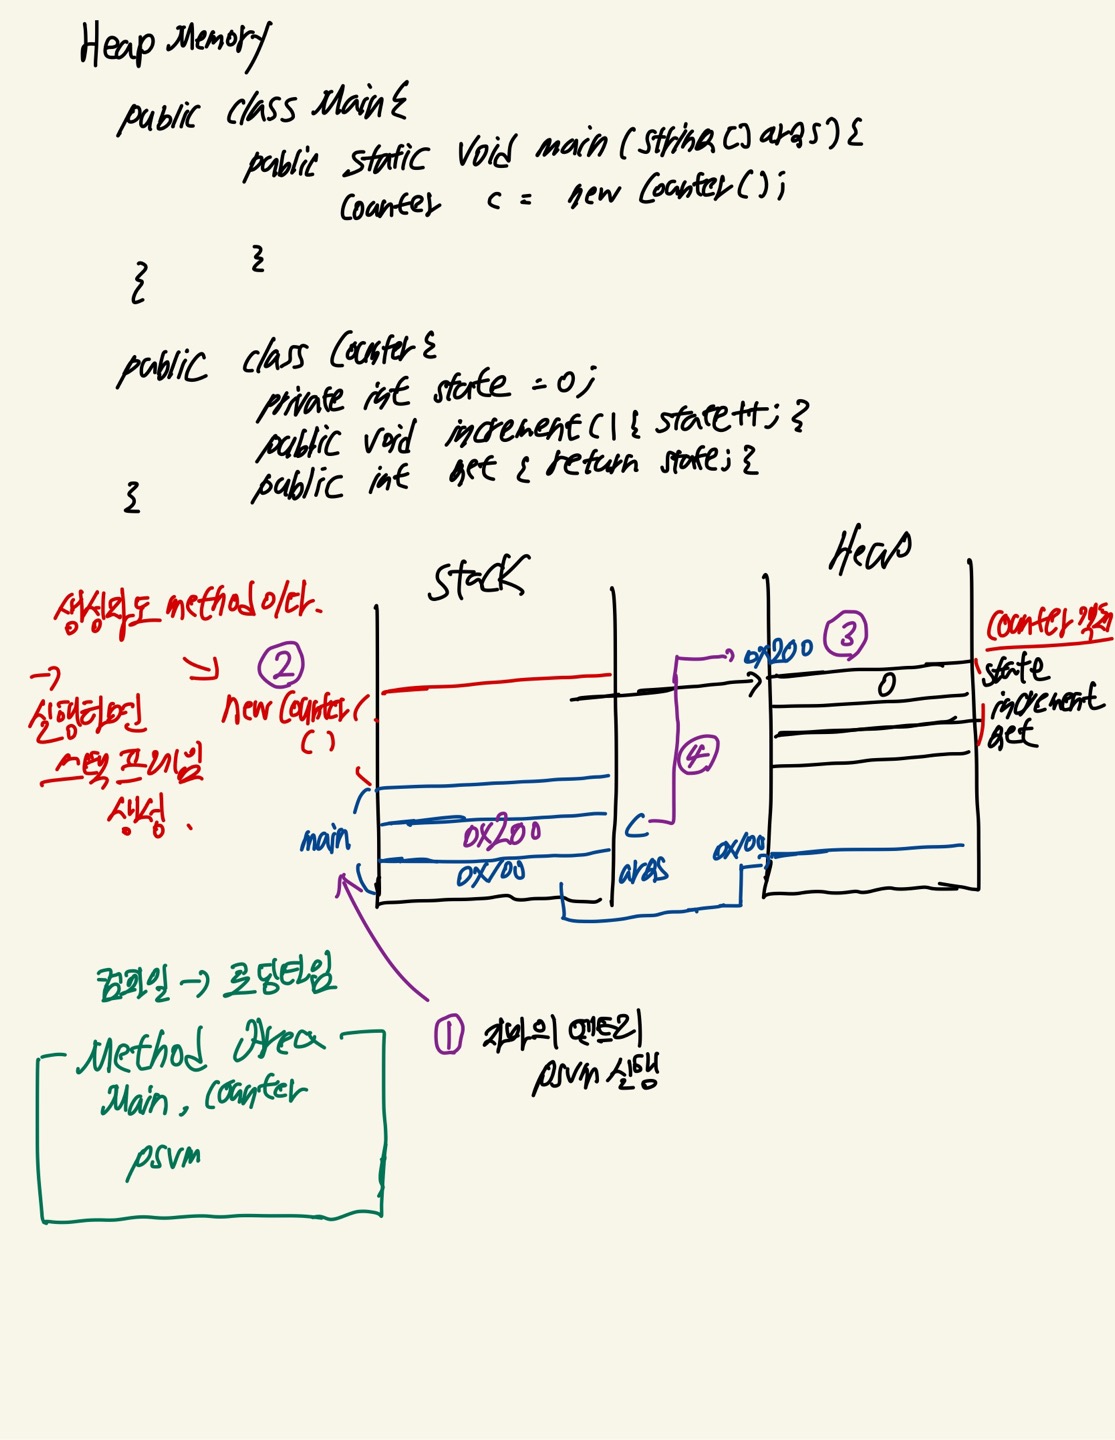 Heap Memory
public class Main{
public static void main (string[] args){
Counter c = new Counter();
}
}
public class Counter{
private int state = 0;
public void increment() { state++; }
public int get { return state; }
}
Stack
Heap
생성자도 method이다.
→ 실행되면
스택 프레임
생성.
②
new Counter
()
main
0x200
0x100
c
args
0x200
③
④
0
0x100
Counter 객체
state
increment
get
컴파일 → 로딩타임
Method Area
Main, Counter
psvm
① 자바의 엔트리
psvm 실행